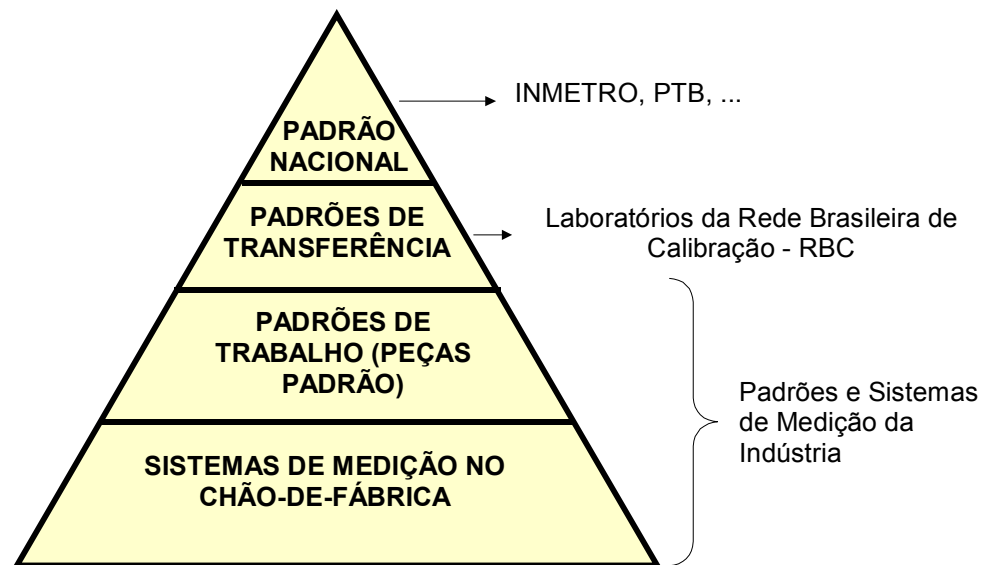 INMETRO, PTB, ...
PADRÃO
NACIONAL
PADRÕES DE
TRANSFERÊNCIA
Laboratórios da Rede Brasileira de
Calibração - RBC
PADRÕES DE
TRABALHO (PEÇAS
PADRÃO)
Padrões e Sistemas
de Medição da
Indústria
SISTEMAS DE MEDIÇÃO NO
CHÃO-DE-FÁBRICA